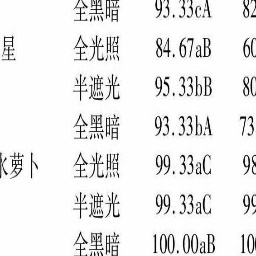 全黑暗 93.33cA 82
星 全光照 84.67aB 60
半遮光 95.33bB 80
全黑暗 93.33bA 73
水萝卜 全光照 99.33aC 98
半遮光 99.33aC 99
全黑暗 100.00aB 100